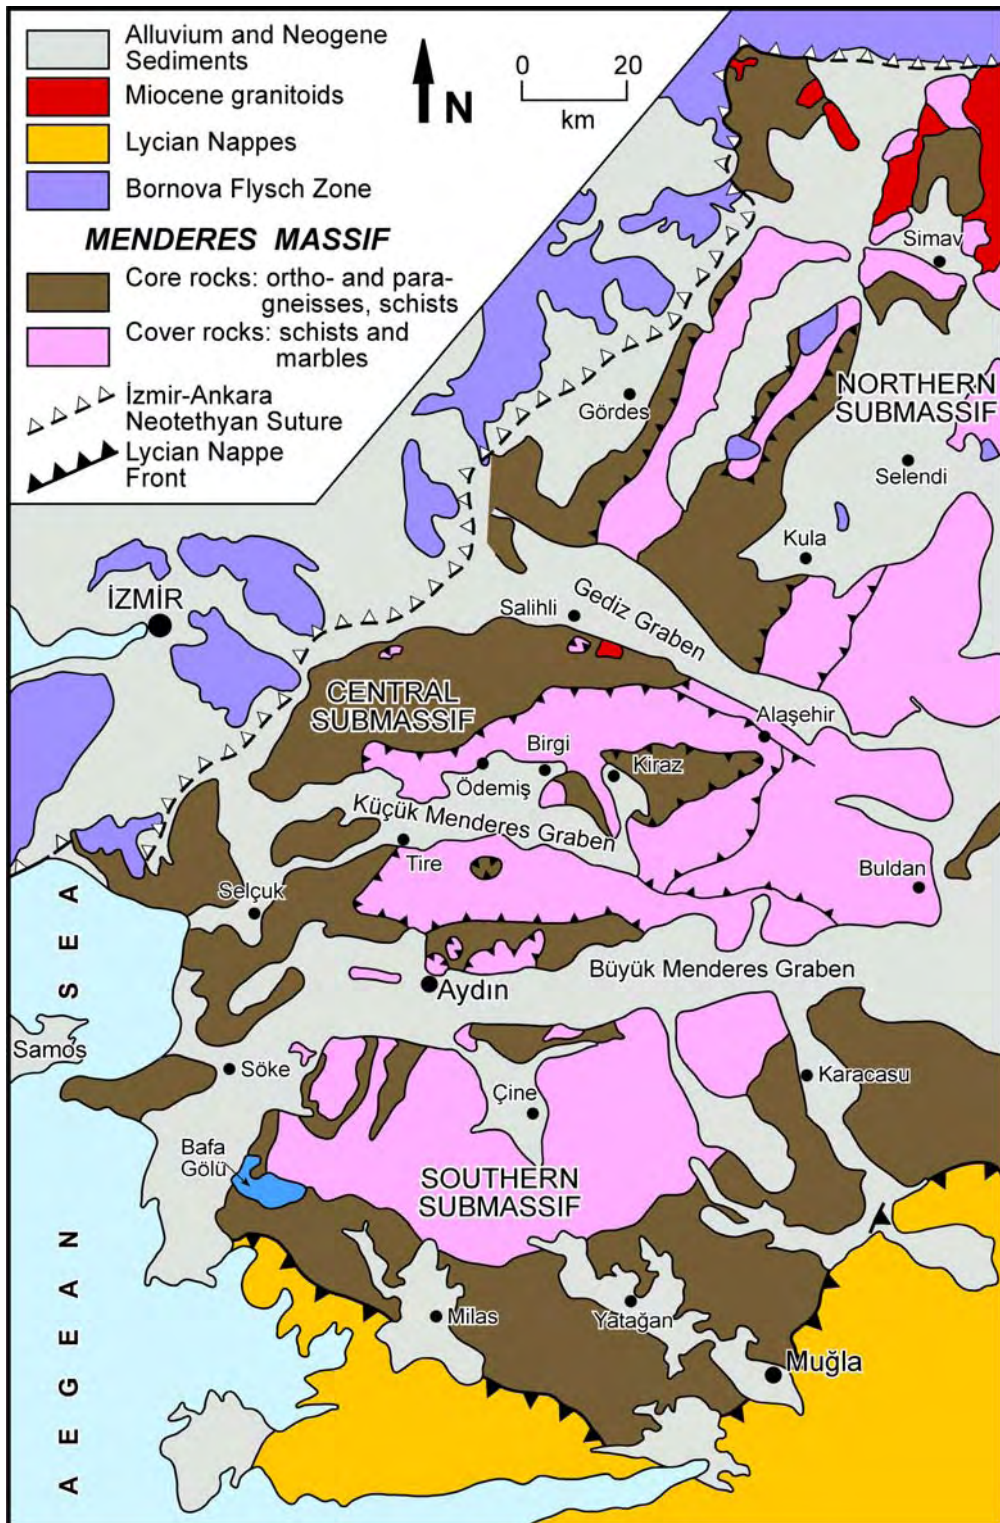 Alluvium and Neogene
Sediments
Miocene granitoids
Lycian Nappes
Bornova Flysch Zone
MENDERES MASSIF
Core rocks: ortho- and para-
gneisses, schists
Cover rocks: schists and
marbles
İzmir-Ankara
Neotethyan Suture
Lycian Nappe
Front
N
0 20
km
Simav
NORTHERN
SUBMASSIF
Gördes
Selendi
Kula
İZMİR
Salihli
Gediz Graben
CENTRAL
SUBMASSIF
Alaşehir
Birgi
Kiraz
Ödemiş
Küçük Menderes Graben
Tire
Buldan
Selçuk
Büyük Menderes Graben
Aydın
Samos
Söke
Çine
Karacasu
Bafa
Gölü
SOUTHERN
SUBMASSIF
Milas
Yatağan
Muğla
AEGEAN SEA